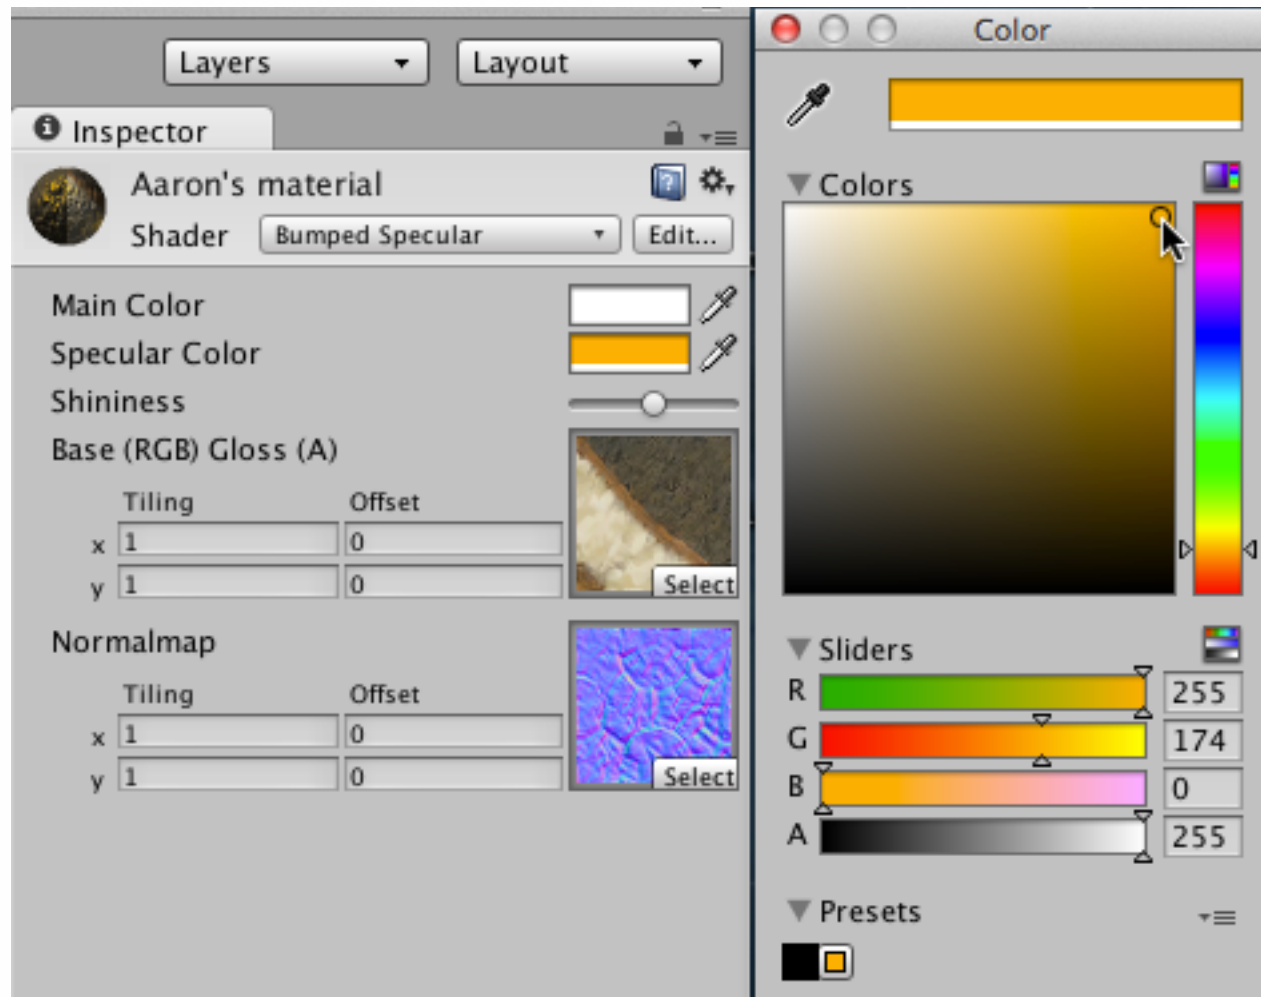 Layers
Layout
Inspector
Aaron's material
Shader
Bumped Specular
Edit...
Main Color
Specular Color
Shininess
Base (RGB) Gloss (A)
Tiling
Offset
x 1 0
y 1 0
Select
Normalmap
Tiling
Offset
x 1 0
y 1 0
Select
Color
Colors
Sliders
R 255
G 174
B 0
A 255
Presets